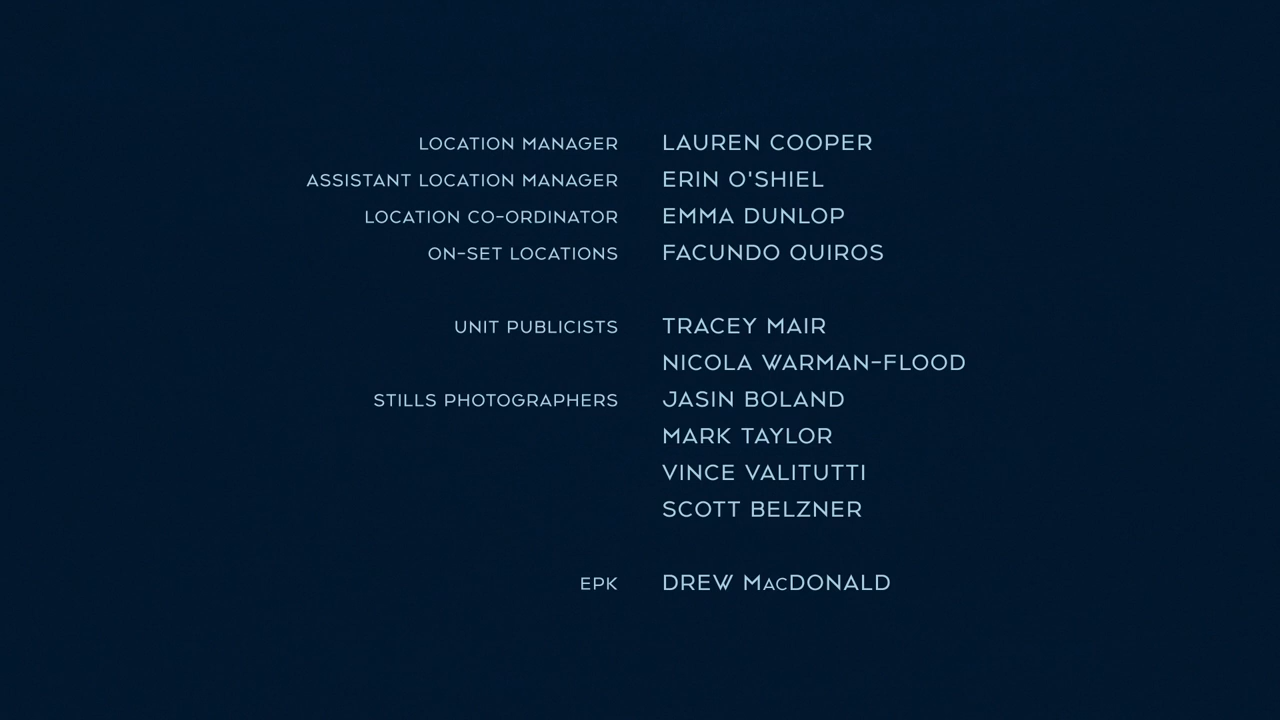 LOCATION MANAGER LAUREN COOPER
ASSISTANT LOCATION MANAGER ERIN O'SHIEL
LOCATION CO-ORDINATOR EMMA DUNLOP
ON-SET LOCATIONS FACUNDO QUIROS
UNIT PUBLICISTS TRACEY MAIR
NICOLA WARMAN-FLOOD
STILLS PHOTOGRAPHERS JASIN BOLAND
MARK TAYLOR
VINCE VALITUTTI
SCOTT BELZNER
EPK DREW MACDONALD